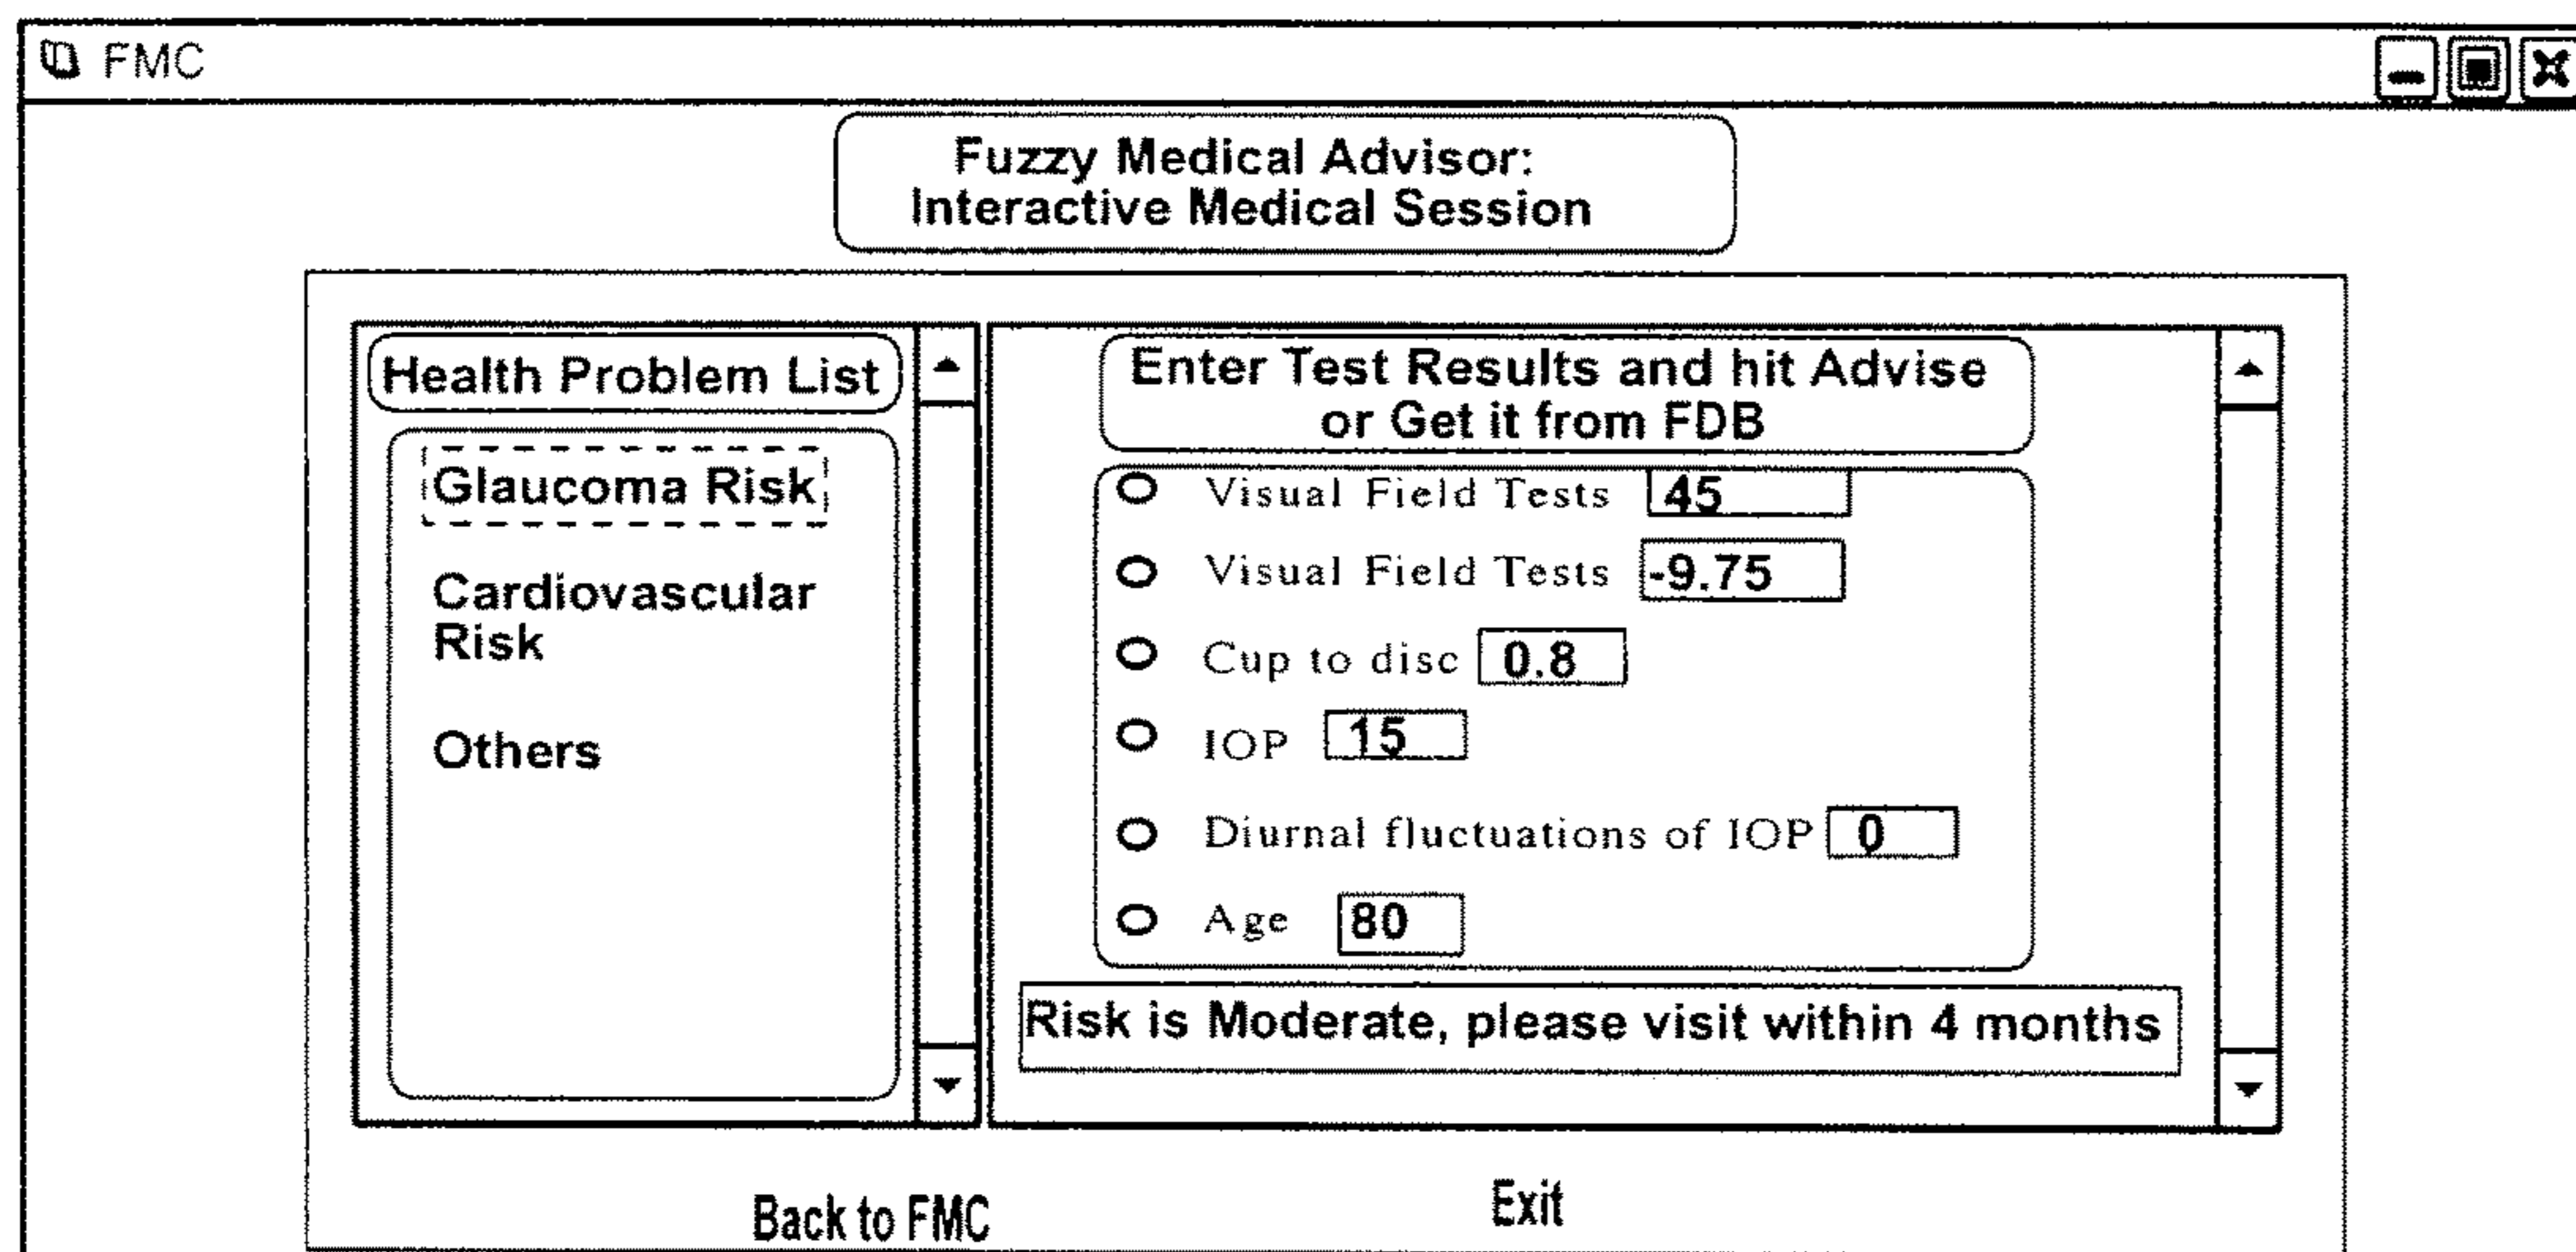 FMC
Fuzzy Medical Advisor:
Interactive Medical Session
Health Problem List
Glaucoma Risk
Cardiovascular
Risk
Others
Enter Test Results and hit Advise
or Get it from FDB
Visual Field Tests 45
Visual Field Tests -9.75
Cup to disc 0.8
IOP 15
Diurnal fluctuations of IOP 0
Age 80
Risk is Moderate, please visit within 4 months
Back to FMC
Exit